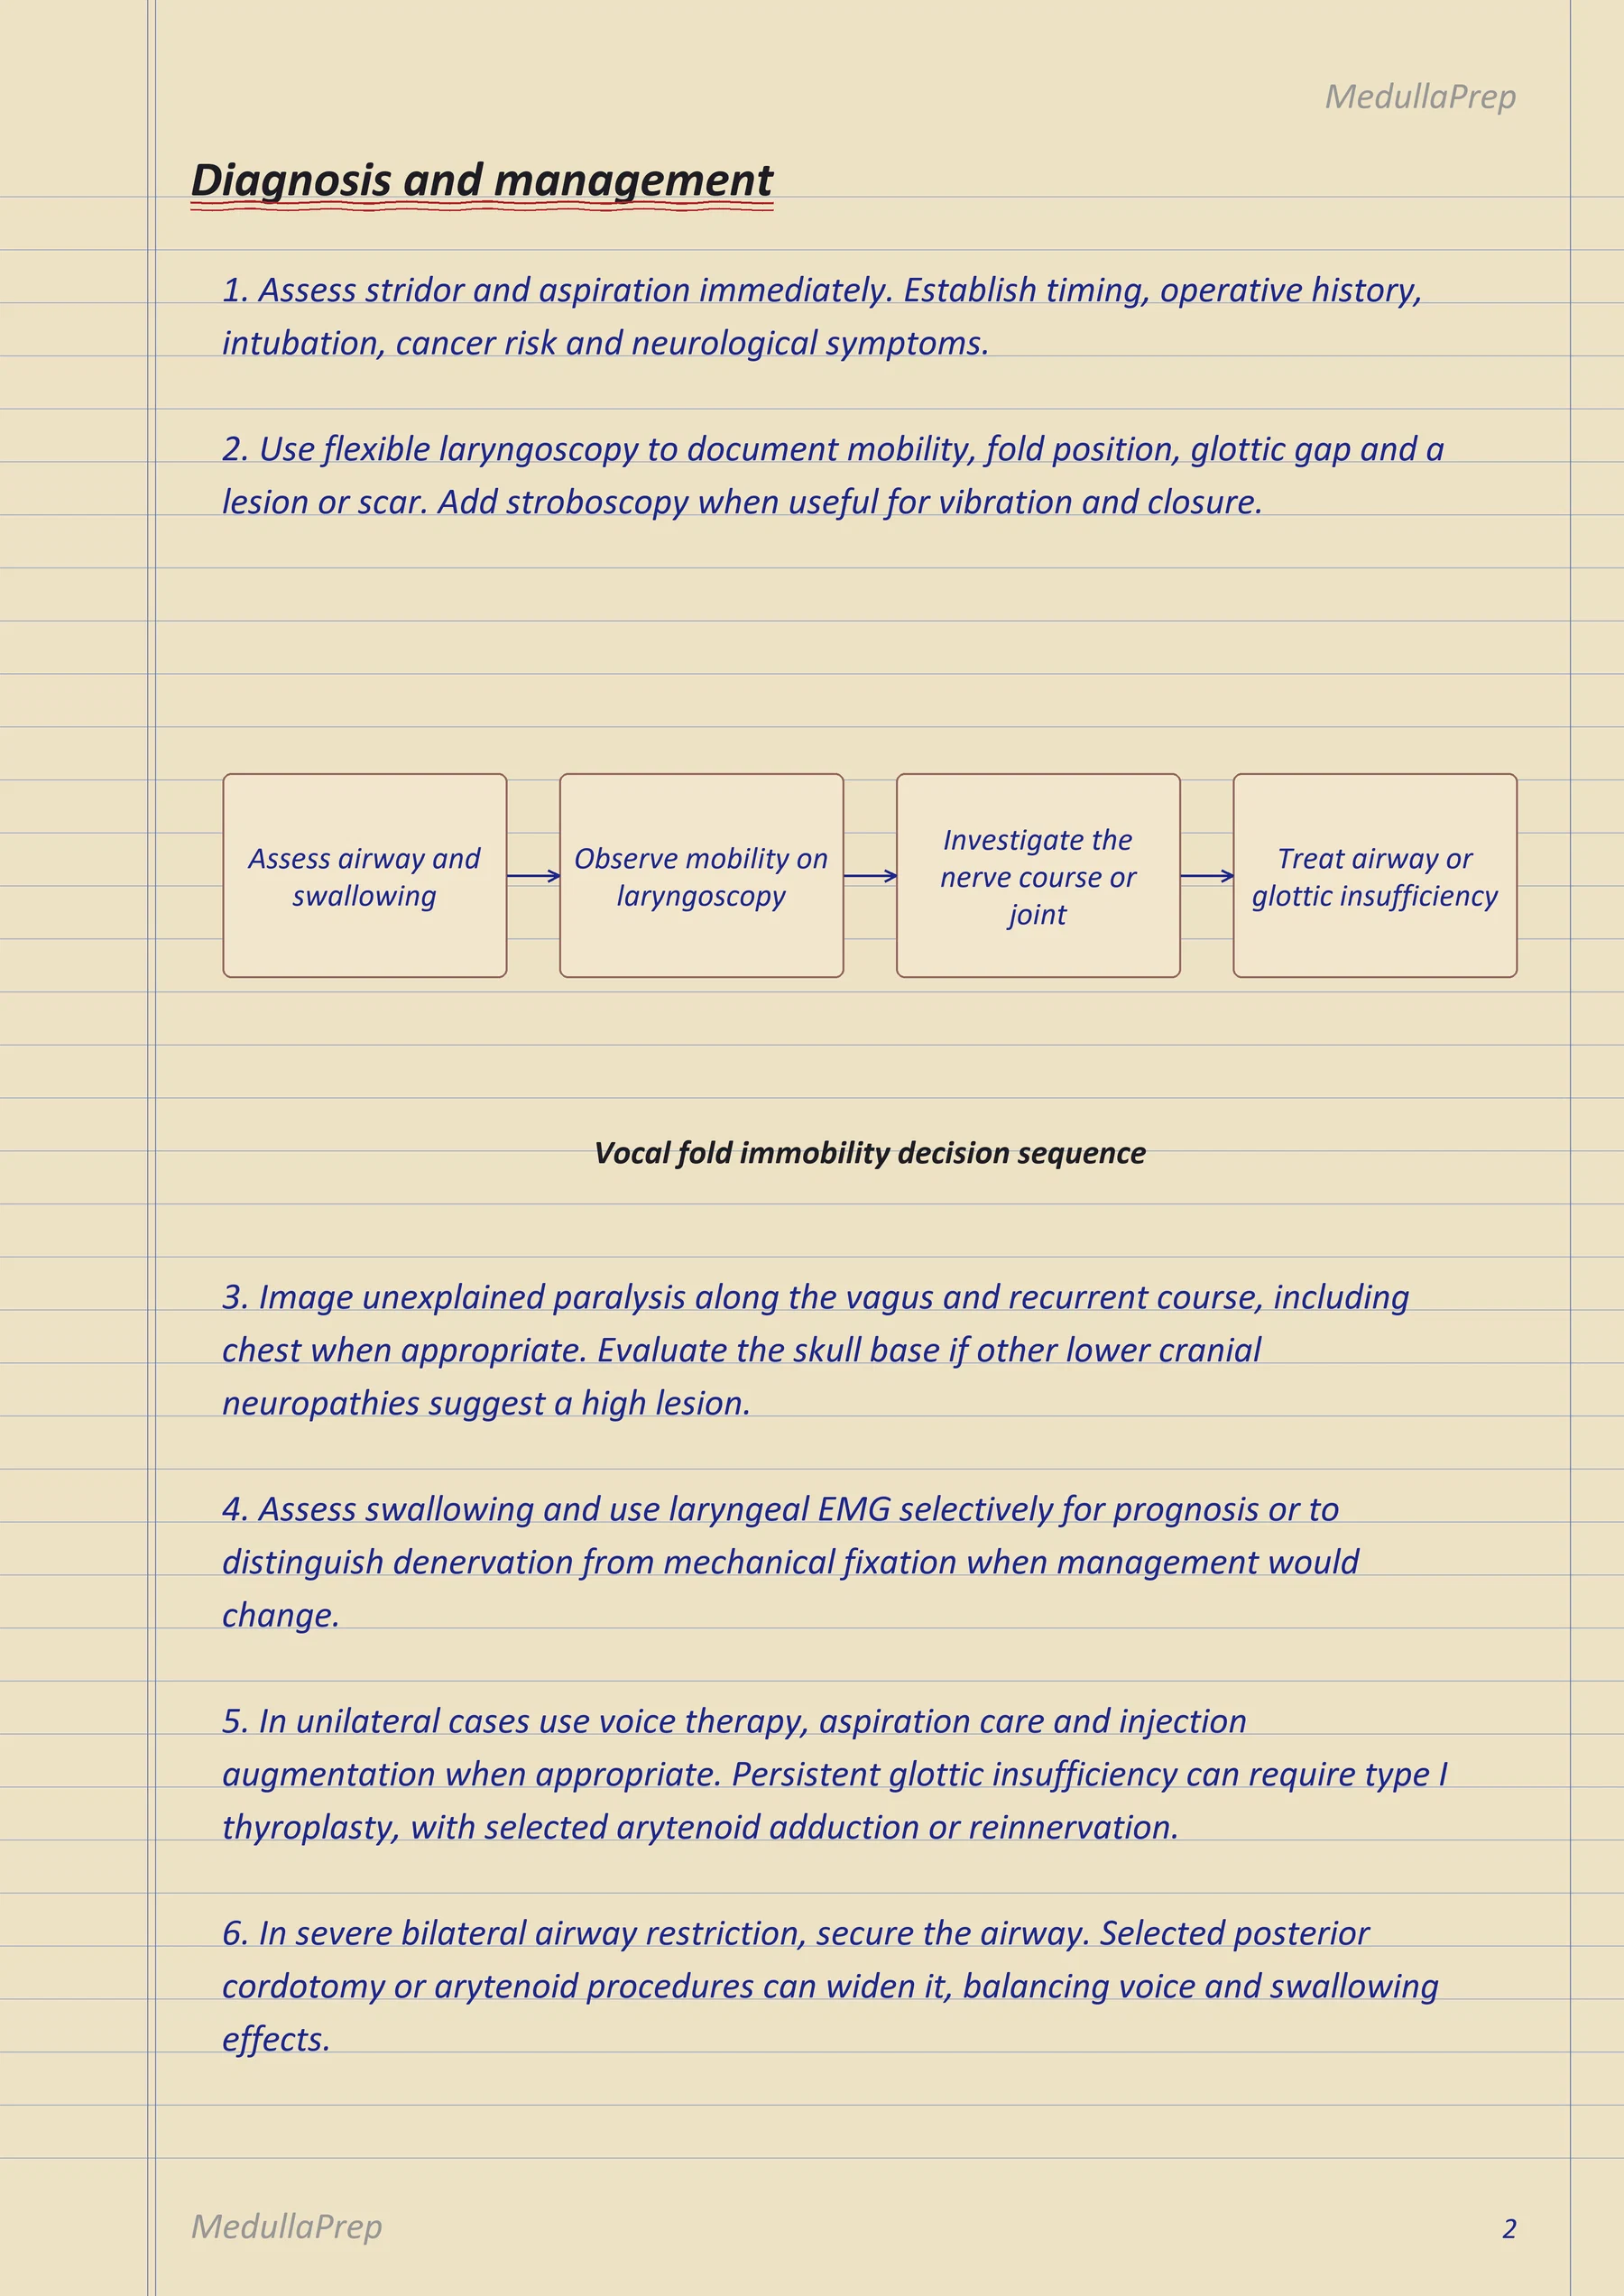 MedullaPrep
Diagnosis and management
1. Assess stridor and aspiration immediately. Establish timing, operative history,
intubation, cancer risk and neurological symptoms.
2. Use flexible laryngoscopy to document mobility, fold position, glottic gap and a
lesion or scar. Add stroboscopy when useful for vibration and closure.
Assess airway and
swallowing
Observe mobility on
laryngoscopy
Investigate the
nerve course or
joint
Treat airway or
glottic insufficiency
Vocal fold immobility decision sequence
3. Image unexplained paralysis along the vagus and recurrent course, including
chest when appropriate. Evaluate the skull base if other lower cranial
neuropathies suggest a high lesion.
4. Assess swallowing and use laryngeal EMG selectively for prognosis or to
distinguish denervation from mechanical fixation when management would
change.
5. In unilateral cases use voice therapy, aspiration care and injection
augmentation when appropriate. Persistent glottic insufficiency can require type I
thyroplasty, with selected arytenoid adduction or reinnervation.
6. In severe bilateral airway restriction, secure the airway. Selected posterior
cordotomy or arytenoid procedures can widen it, balancing voice and swallowing
effects.
MedullaPrep
2